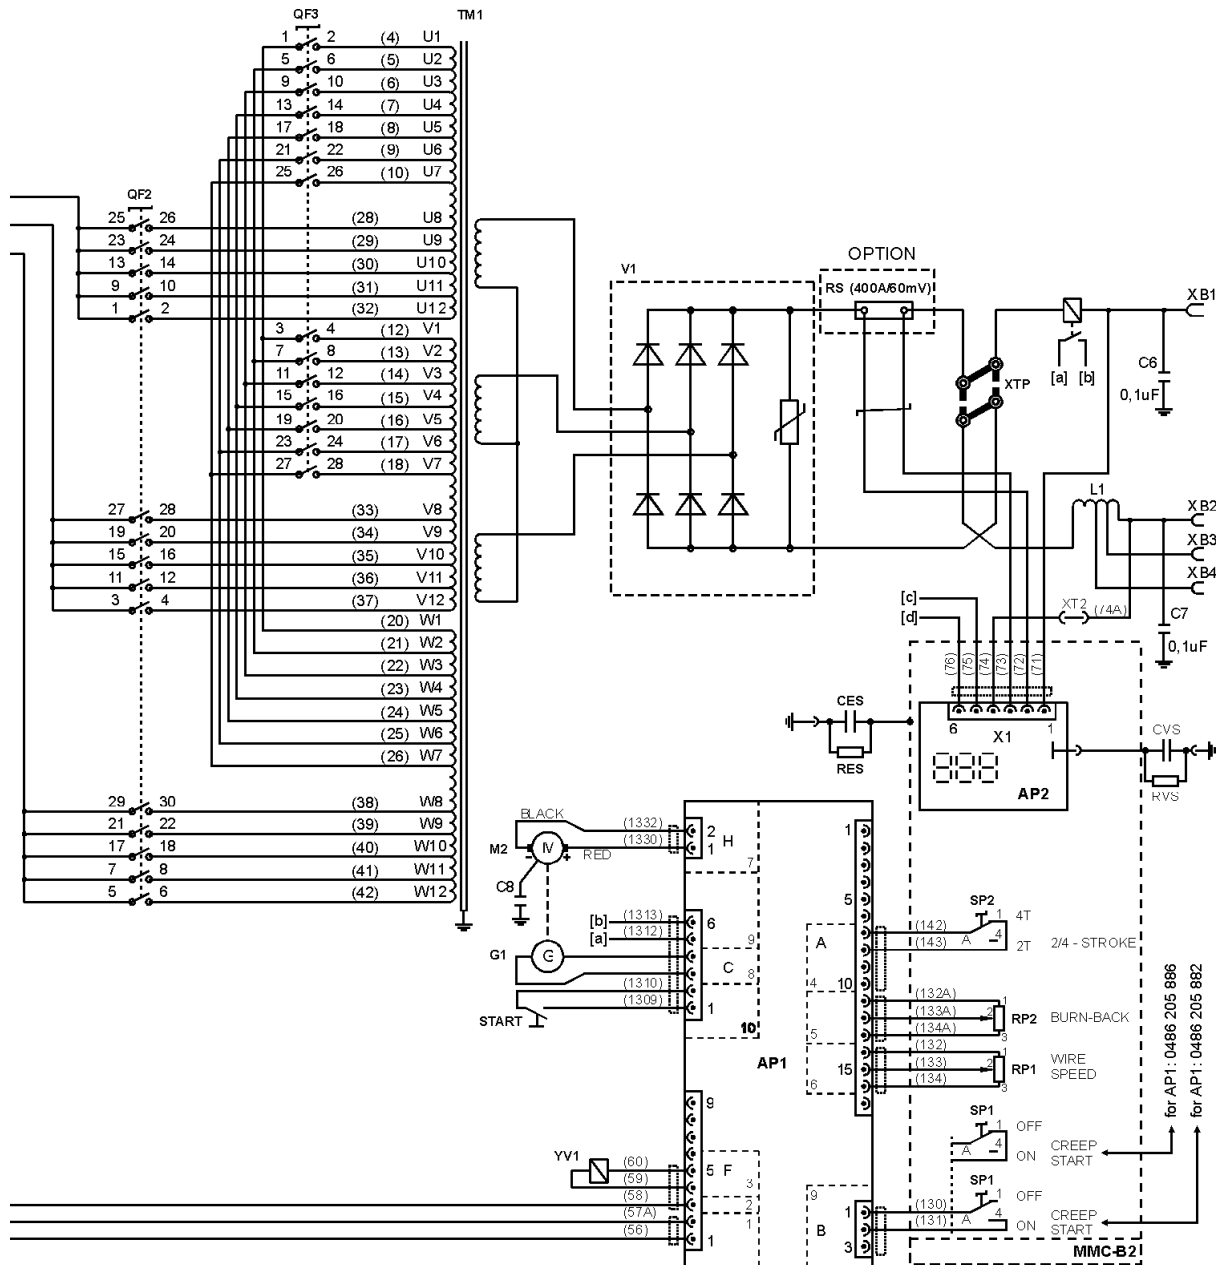 QF3 TM1
1 2 (4) U1
5 6 (5) U2
9 10 (6) U3
13 14 (7) U4
17 18 (8) U5
21 22 (9) U6
25 26 (10) U7
QF2
25 26 (28) U8
23 24 (29) U9
13 14 (30) U10
9 10 (31) U11
1 2 (32) U12
3 4 (12) V1
7 8 (13) V2
11 12 (14) V3
15 16 (15) V4
19 20 (16) V5
23 24 (17) V6
27 28 (18) V7
27 28 (33) V8
19 20 (34) V9
15 16 (35) V10
11 12 (36) V11
3 4 (37) V12
(20) W1
(21) W2
(22) W3
(23) W4
(24) W5
(25) W6
(26) W7
29 30 (38) W8
21 22 (39) W9
17 18 (40) W10
7 8 (41) W11
5 6 (42) W12
V1
OPTION
RS (400A/60mV)
XTP
[a] [b]
XB1
C6
0,1uF
L1
XB2
XB3
XB4
[c]
[d]
XT2 (74A)
C7
0,1uF
(76) (75) (74) (73) (72) (71)
6 1
X1
AP2
CES
RES
CVS
RVS
BLACK
(1332) 2 H
(1330) 1
M2 M
- + RED
7
C8
[b] (1313) 6
[a] (1312)
9
G1 G
C
8
(1310)
(1309) 1
START
10
AP1
1
5
A
4 10
5
15
6
SP2
(142) 1 4T
(143) A 4 2T 2/4 - STROKE
(132A) 1
(133A) 2 RP2 BURN-BACK
(134A) 3
(132) 1
(133) 2 RP1 WIRE
(134) 3 SPEED
SP1
1 OFF
A 4 ON CREEP
START
SP1
(130) 1 OFF
(131) A 4 ON CREEP
START
for AP1: 0486 205 886
for AP1: 0486 205 882
MMC-B2
9
YV1
(60) 5 F
(59) 3
(58) 2
(57A) 1
(56) 1
9
1
B
3